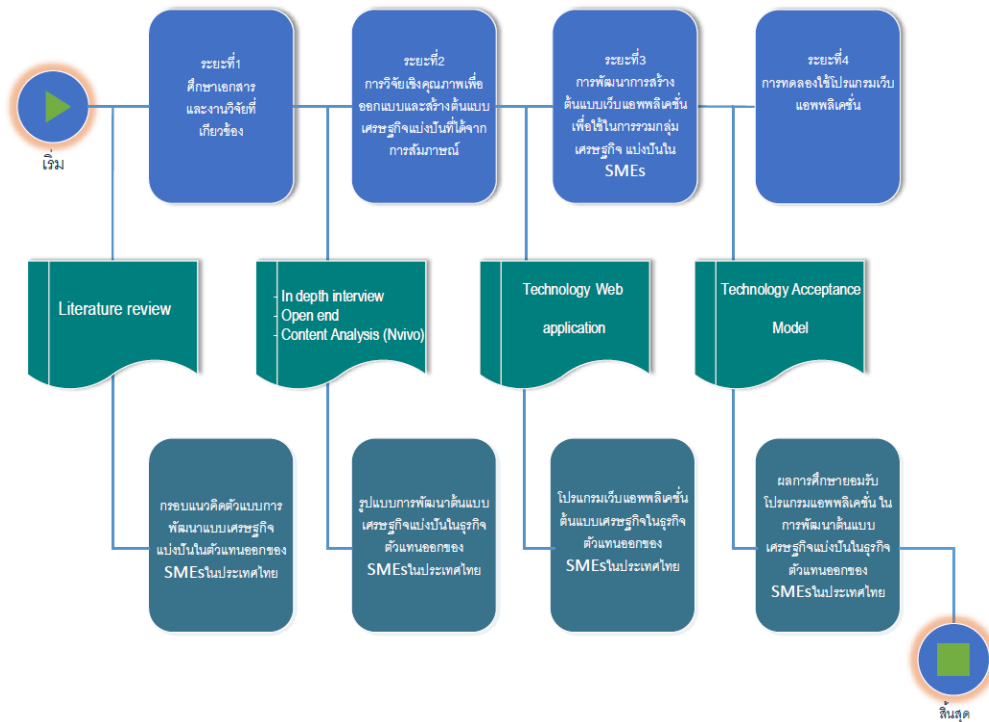 เริ่ม
ระยะที่1
ศึกษาเอกสาร
และงานวิจัยที่
เกี่ยวข้อง
ระยะที่2
การวิจัยเชิงคุณภาพเพื่อ
ออกแบบและสร้างต้นแบบ
เศรษฐกิจแบ่งปันที่ได้จาก
การสัมภาษณ์
ระยะที่3
การพัฒนาการสร้าง
ต้นแบบเว็บแอพพลิเคชั่น
เพื่อใช้ในการรวมกลุ่ม
เศรษฐกิจ แบ่งปันใน
SMEs
ระยะที่4
การทดลองใช้โปรแกรมเว็บ
แอพพลิเคชั่น
Literature review
- In depth interview
- Open end
- Content Analysis (Nvivo)
Technology Web
application
Technology Acceptance
Model
กรอบแนวคิดตัวแบบการ
พัฒนาแบบเศรษฐกิจ
แบ่งปันในตัวแทนออกของ
SMEsในประเทศไทย
รูปแบบการพัฒนาต้นแบบ
เศรษฐกิจแบ่งปันในธุรกิจ
ตัวแทนออกของ
SMEsในประเทศไทย
โปรแกรมเว็บแอพพลิเคชั่น
ต้นแบบเศรษฐกิจในธุรกิจ
ตัวแทนออกของ
SMEsในประเทศไทย
ผลการศึกษายอมรับ
โปรแกรมแอพพลิเคชั่น ใน
การพัฒนาต้นแบบ
เศรษฐกิจแบ่งปันในธุรกิจ
ตัวแทนออกของ
SMEsในประเทศไทย
สิ้นสุด